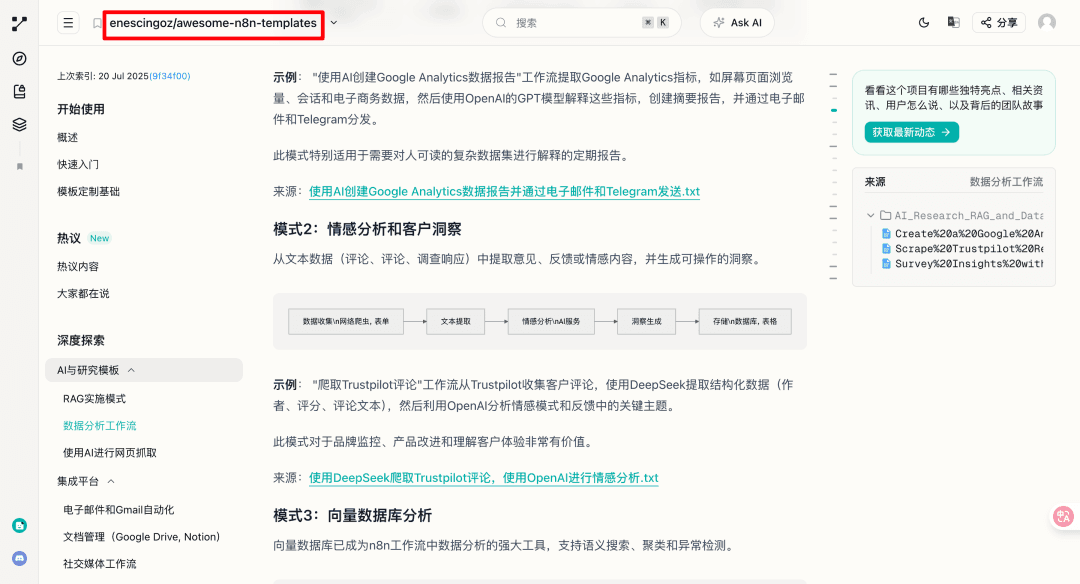 enescingoz/awesome-n8n-templates
搜索
⌘ K
Ask AI
分享
上次索引: 20 Jul 2025(9f34f00)
开始使用
概述
快速入门
模板定制基础
热议 New
热议内容
大家都在说
深度探索
AI与研究模板
RAG实施模式
数据分析工作流
使用AI进行网页抓取
集成平台
电子邮件和Gmail自动化
文档管理（Google Drive, Notion）
社交媒体工作流
示例： "使用AI创建Google Analytics数据报告"工作流提取Google Analytics指标，如屏幕页面浏览
量、会话和电子商务数据，然后使用OpenAI的GPT模型解释这些指标，创建摘要报告，并通过电子邮
件和Telegram分发。
此模式特别适用于需要对人可读的复杂数据集进行解释的定期报告。
来源： 使用AI创建Google Analytics数据报告并通过电子邮件和Telegram发送.txt
模式2：情感分析和客户洞察
从文本数据（评论、评论、调查响应）中提取意见、反馈或情感内容，并生成可操作的洞察。
数据收集\n网络爬虫, 表单
文本提取
情感分析\nAI服务
洞察生成
存储\n数据库, 表格
示例： "爬取Trustpilot评论"工作流从Trustpilot收集客户评论，使用DeepSeek提取结构化数据（作
者、评分、评论文本），然后利用OpenAI分析情感模式和反馈中的关键主题。
此模式对于品牌监控、产品改进和理解客户体验非常有价值。
来源： 使用DeepSeek爬取Trustpilot评论，使用OpenAI进行情感分析.txt
模式3：向量数据库分析
向量数据库已成为n8n工作流中数据分析的强大工具，支持语义搜索、聚类和异常检测。
看看这个项目有哪些独特亮点、相关资
讯、用户怎么说、以及背后的团队故事
获取最新动态 →
来源
数据分析工作流
AI_Research_RAG_and_Data
Create%20a%20Google%20An
Scrape%20Trustpilot%20Re
Survey%20Insights%20with